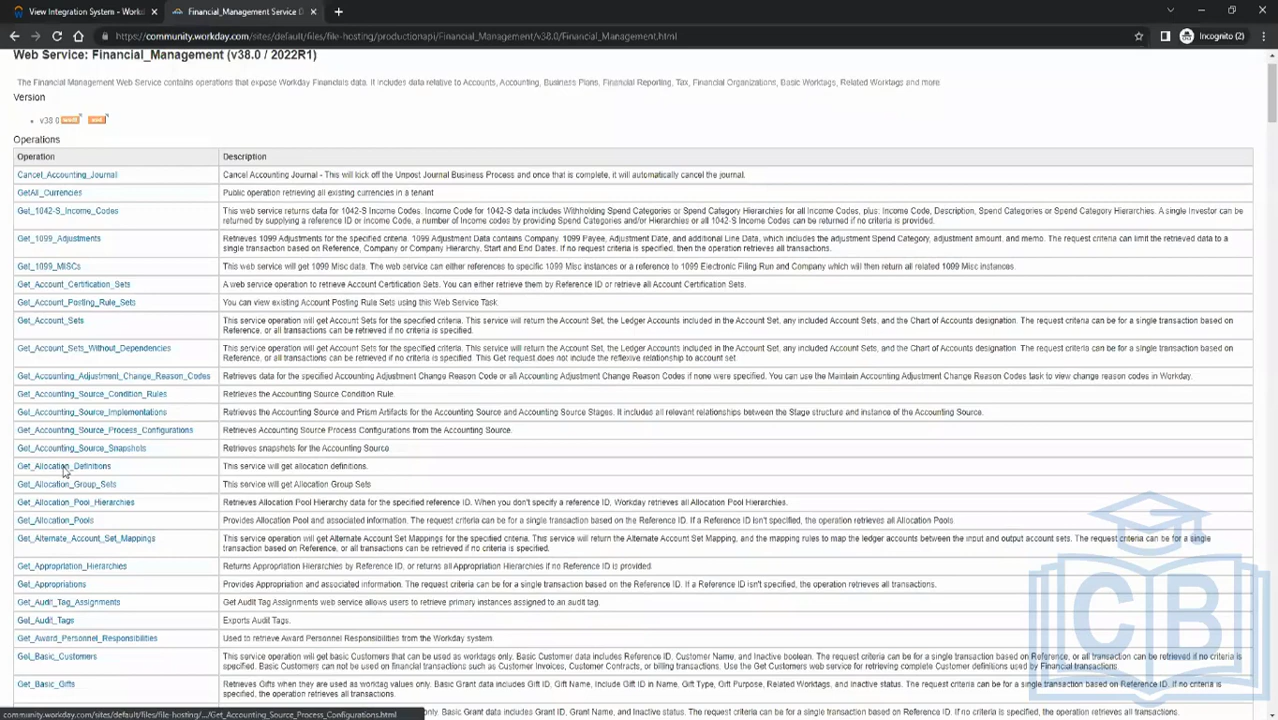 View Integration System - Work
Financial_Management Service D
https://community.workday.com/sites/default/files/file-hosting/productionapi/Financial_Management/v38.0/Financial_Management.html
Incognito (2)
Web Service: Financial_Management (v38.0 / 2022R1)
The Financial Management Web Service contains operations that expose Workday Financials data. It includes data relative to Accounts, Accounting, Business Plans, Financial Reporting, Tax, Financial Organizations, Basic Worktags, Related Worktags and more
Version
v38.0
Operations
Operation Description
Cancel_Accounting_Journal Cancel Accounting Journal - This will kick off the Unpost Journal Business Process and once that is complete, it will automatically cancel the journal.
GetAll_Currencies Public operation retrieving all existing currencies in a tenant
Get_1042-S_Income_Codes This web service returns data for 1042-S Income Codes. Income Code for 1042-S data includes Withholding Spend Categories or Spend Category Hierarchies for all Income Codes, plus: Income Code, Description, Spend Categories or Spend Category Hierarchies. A single Investor can be
returned by supplying a reference ID or Income Code, a number of Income codes by providing Spend Categories and/or Hierarchies or all 1042-S Income Codes can be returned if no criteria is provided.
Get_1099_Adjustments Retrieves 1099 Adjustments for the specified criteria. 1099 Adjustment Data contains Company. 1099 Payee, Adjustment Date, and additional Line Data, which includes the adjustment Spend Category, adjustment amount, and memo. The request criteria can limit the retrieved data to a
single transaction based on Reference, Company or Company Hierarchy, Start and End Dates. If no request criteria is specified, then the operation retrieves all transactions.
Get_1099_MISCs This web service will get 1099 Misc data. The web service can either references to specific 1099 Misc instances or a reference to 1099 Electronic Filing Run and Company which will then return all related 1099 Misc instances.
Get_Account_Certification_Sets A web service operation to retrieve Account Certification Sets. You can either retrieve them by Reference ID or retrieve all Account Certification Sets.
Get_Account_Posting_Rule_Sets You can view existing Account Posting Rule Sets using this Web Service Task.
Get_Account_Sets This service operation will get Account Sets for the specified criteria. This service will return the Account Set, the Ledger Accounts included in the Account Set, any included Account Sets, and the Chart of Accounts designation. The request criteria can be for a single transaction based on
Reference, or all transactions can be retrieved if no criteria is specified.
Get_Account_Sets_Without_Dependencies This service operation will get Account Sets for the specified criteria. This service will return the Account Set, the Ledger Accounts included in the Account Set, any included Account Sets, and the Chart of Accounts designation. The request criteria can be for a single transaction based on
Reference, or all transactions can be retrieved if no criteria is specified. This Get request does not include the reflexive relationship to account set.
Get_Accounting_Adjustment_Change_Reason_Codes Retrieves data for the specified Accounting Adjustment Change Reason Code or all Accounting Adjustment Change Reason Codes if none were specified. You can use the Maintain Accounting Adjustment Change Reason Codes task to view change reason codes in Workday.
Get_Accounting_Source_Condition_Rules Retrieves the Accounting Source Condition Rule.
Get_Accounting_Source_Implementations Retrieves the Accounting Source and Prism Artifacts for the Accounting Source and Accounting Source Stages. It includes all relevant relationships between the Stage structure and instance of the Accounting Source.
Get_Accounting_Source_Process_Configurations Retrieves Accounting Source Process Configurations from the Accounting Source.
Get_Accounting_Source_Snapshots Retrieves snapshots for the Accounting Source
Get_Allocation_Definitions This service will get allocation definitions.
Get_Allocation_Group_Sets This service will get Allocation Group Sets
Get_Allocation_Pool_Hierarchies Retrieves Allocation Pool Hierarchy data for the specified reference ID. When you don't specify a reference ID, Workday retrieves all Allocation Pool Hierarchies.
Get_Allocation_Pools Provides Allocation Pool and associated information. The request criteria can be for a single transaction based on the Reference ID. If a Reference ID isn't specified, the operation retrieves all Allocation Pools
Get_Alternate_Account_Set_Mappings This service operation will get Alternate Account Set Mappings for the specified criteria. This service will return the Alternate Account Set Mapping, and the mapping rules to map the ledger accounts between the input and output account sets. The request criteria can be for a single
transaction based on Reference, or all transactions can be retrieved if no criteria is specified.
Get_Appropriation_Hierarchies Returns Appropriation Hierarchies by Reference ID, or returns all Appropriation Hierarchies if no Reference ID is provided.
Get_Appropriations Provides Appropriation and associated information. The request criteria can be for a single transaction based on the Reference ID. If a Reference ID isn't specified, the operation retrieves all transactions.
Get_Audit_Tag_Assignments Get Audit Tag Assignments web service allows users to retrieve primary instances assigned to an audit tag.
Get_Audit_Tags Exports Audit Tags.
Get_Award_Personnel_Responsibilities Used to retrieve Award Personnel Responsibilities from the Workday system.
Get_Basic_Customers This service operation will get basic Customers that can be used as worktags only. Basic Customer data includes Reference ID, Customer Name, and Inactive boolean. The request criteria can be for a single transaction based on Reference, or all transaction can be retrieved if no criteria is
specified. Basic Customers can not be used on financial transactions such as Customer Invoices, Customer Contracts, or billing transactions. Use the Get Customers web service for retrieving complete Customer definitions used by Financial transactions.
Get_Basic_Gifts Retrieves Gifts when they are used as worktag values only. Basic Grant data includes Gift ID, Gift Name, Include Gift ID in Name, Gift Type, Gift Purpose, Related Worktags, and Inactive status. The request criteria can be for a single transaction based on Reference ID. If no criteria is
specified, the operation retrieves all transactions.
only. Basic Grant data includes Grant ID, Grant Name, and Inactive status. The request criteria can be for a single transaction based on Reference, or all transactions can be
community.workday.com/sites/default/files/file-hosting/.../Get_Accounting_Source_Process_Configurations.html
CB